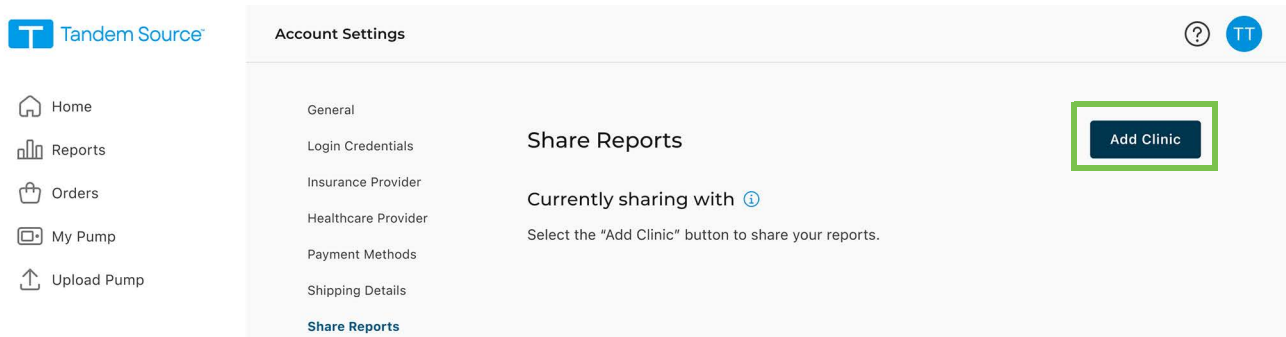 Tandem Source™
Home
Reports
Orders
My Pump
Upload Pump
Account Settings
TT
General
Login Credentials
Insurance Provider
Healthcare Provider
Payment Methods
Shipping Details
Share Reports
Share Reports
Add Clinic
Currently sharing with
Select the “Add Clinic” button to share your reports.